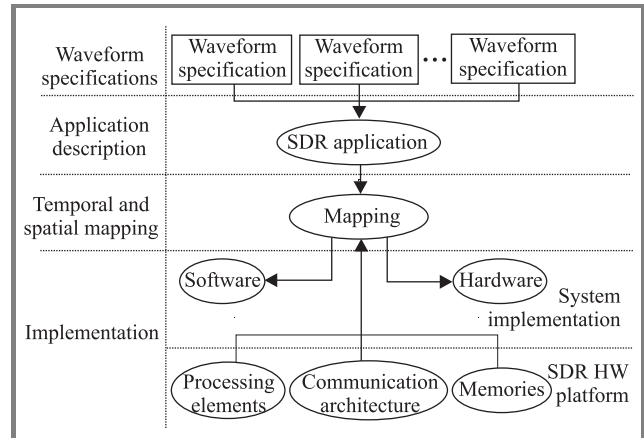 Waveform
specifications
Waveform
specification
Waveform
specification
...
Waveform
specification
Application
description
SDR application
Temporal and
spatial mapping
Mapping
Implementation
Software
Hardware
System
implementation
Processing
elements
Communication
architecture
Memories
SDR HW
platform